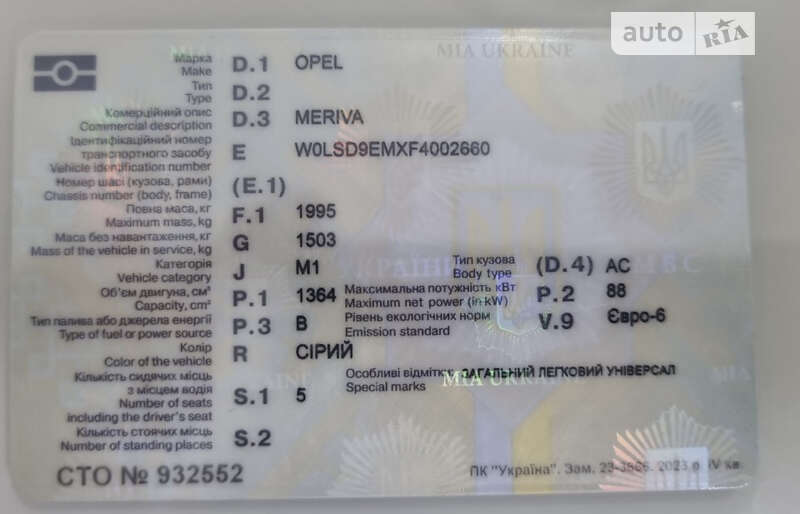 auto RIA
MIA UKRAINE
Марка
Make D.1 OPEL
Тип
Type D.2
Комерційний опис
Commercial description D.3 MERIVA
Ідентифікаційний номер
транспортного засобу E W0LSD9EMXF4002660
Vehicle identification number
Номер шасі (кузова, рами)
Chassis number (body, frame) (E.1)
Повна маса, кг
Maximum mass, kg F.1 1995
Маса без навантаження, кг
Mass of the vehicle in service, kg G 1503
Категорія
Vehicle category J M1
Тип кузова
Body type (D.4) AC
Об'єм двигуна, см³
Capacity, cm³ P.1 1364
Максимальна потужність кВт
Maximum net power (in kW) P.2 88
Тип палива або джерела енергії
Type of fuel or power source P.3 B
Рівень екологічних норм
Emission standard V.9 Євро-6
Колір
Color of the vehicle R СІРИЙ
Особливі відмітки ЗАГАЛЬНИЙ ЛЕГКОВИЙ УНІВЕРСАЛ
Special marks
MIA UKRAINE
Кількість сидячих місць
з місцем водія
Number of seats S.1 5
including the driver's seat
Кількість стоячих місць
Number of standing places S.2
СТО № 932552
ПК "Україна". Зам. 23-3566. 2023 р. IV кв.